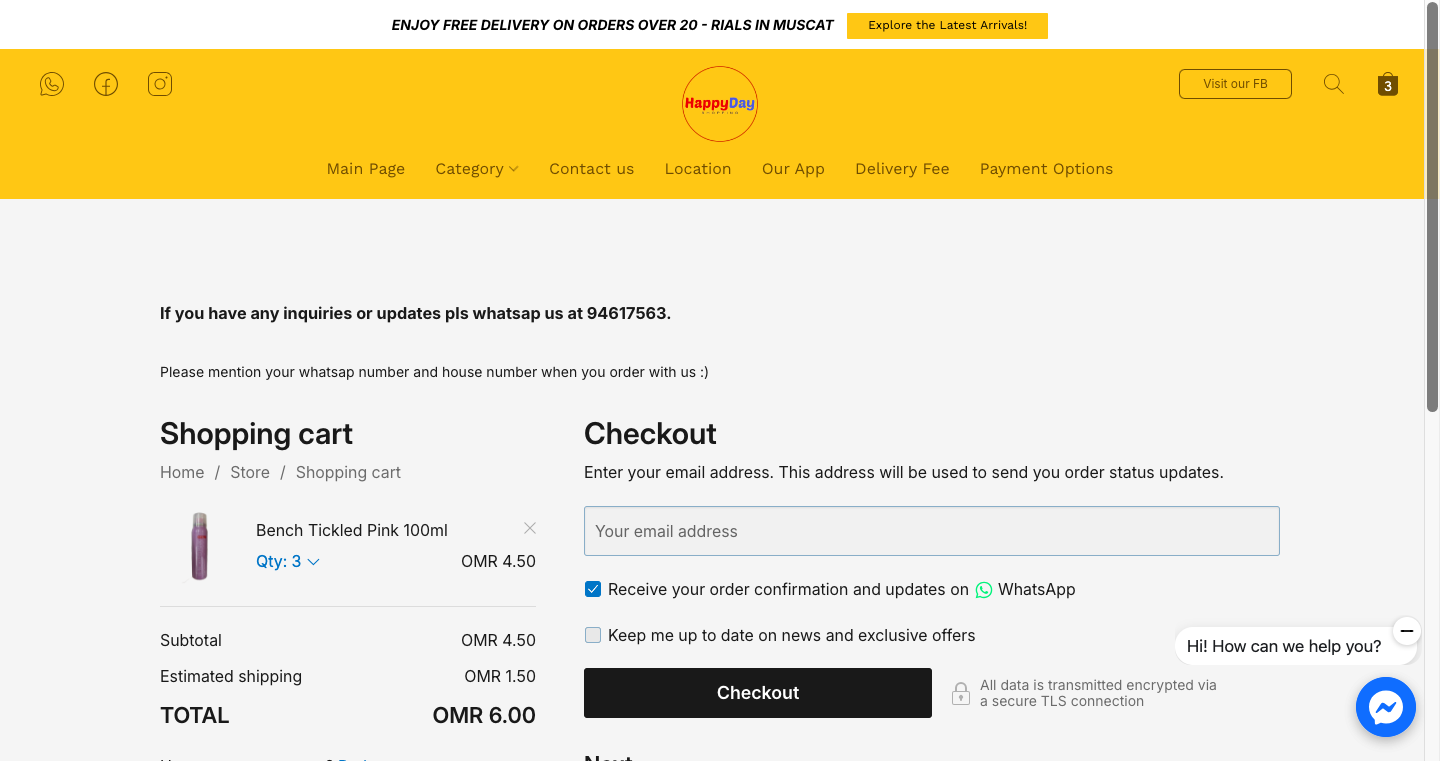 ENJOY FREE DELIVERY ON ORDERS OVER 20 - RIALS IN MUSCAT
Explore the Latest Arrivals!
HappyDay
SHOPPING
Visit our FB
3
Main Page
Category
Contact us
Location
Our App
Delivery Fee
Payment Options
If you have any inquiries or updates pls whatsap us at 94617563.
Please mention your whatsap number and house number when you order with us :)
Shopping cart
Home / Store / Shopping cart
Bench Tickled Pink 100ml
Qty: 3
OMR 4.50
Subtotal
OMR 4.50
Estimated shipping
OMR 1.50
TOTAL
OMR 6.00
Checkout
Enter your email address. This address will be used to send you order status updates.
Your email address
Receive your order confirmation and updates on WhatsApp
Keep me up to date on news and exclusive offers
Checkout
All data is transmitted encrypted via
a secure TLS connection
Hi! How can we help you?